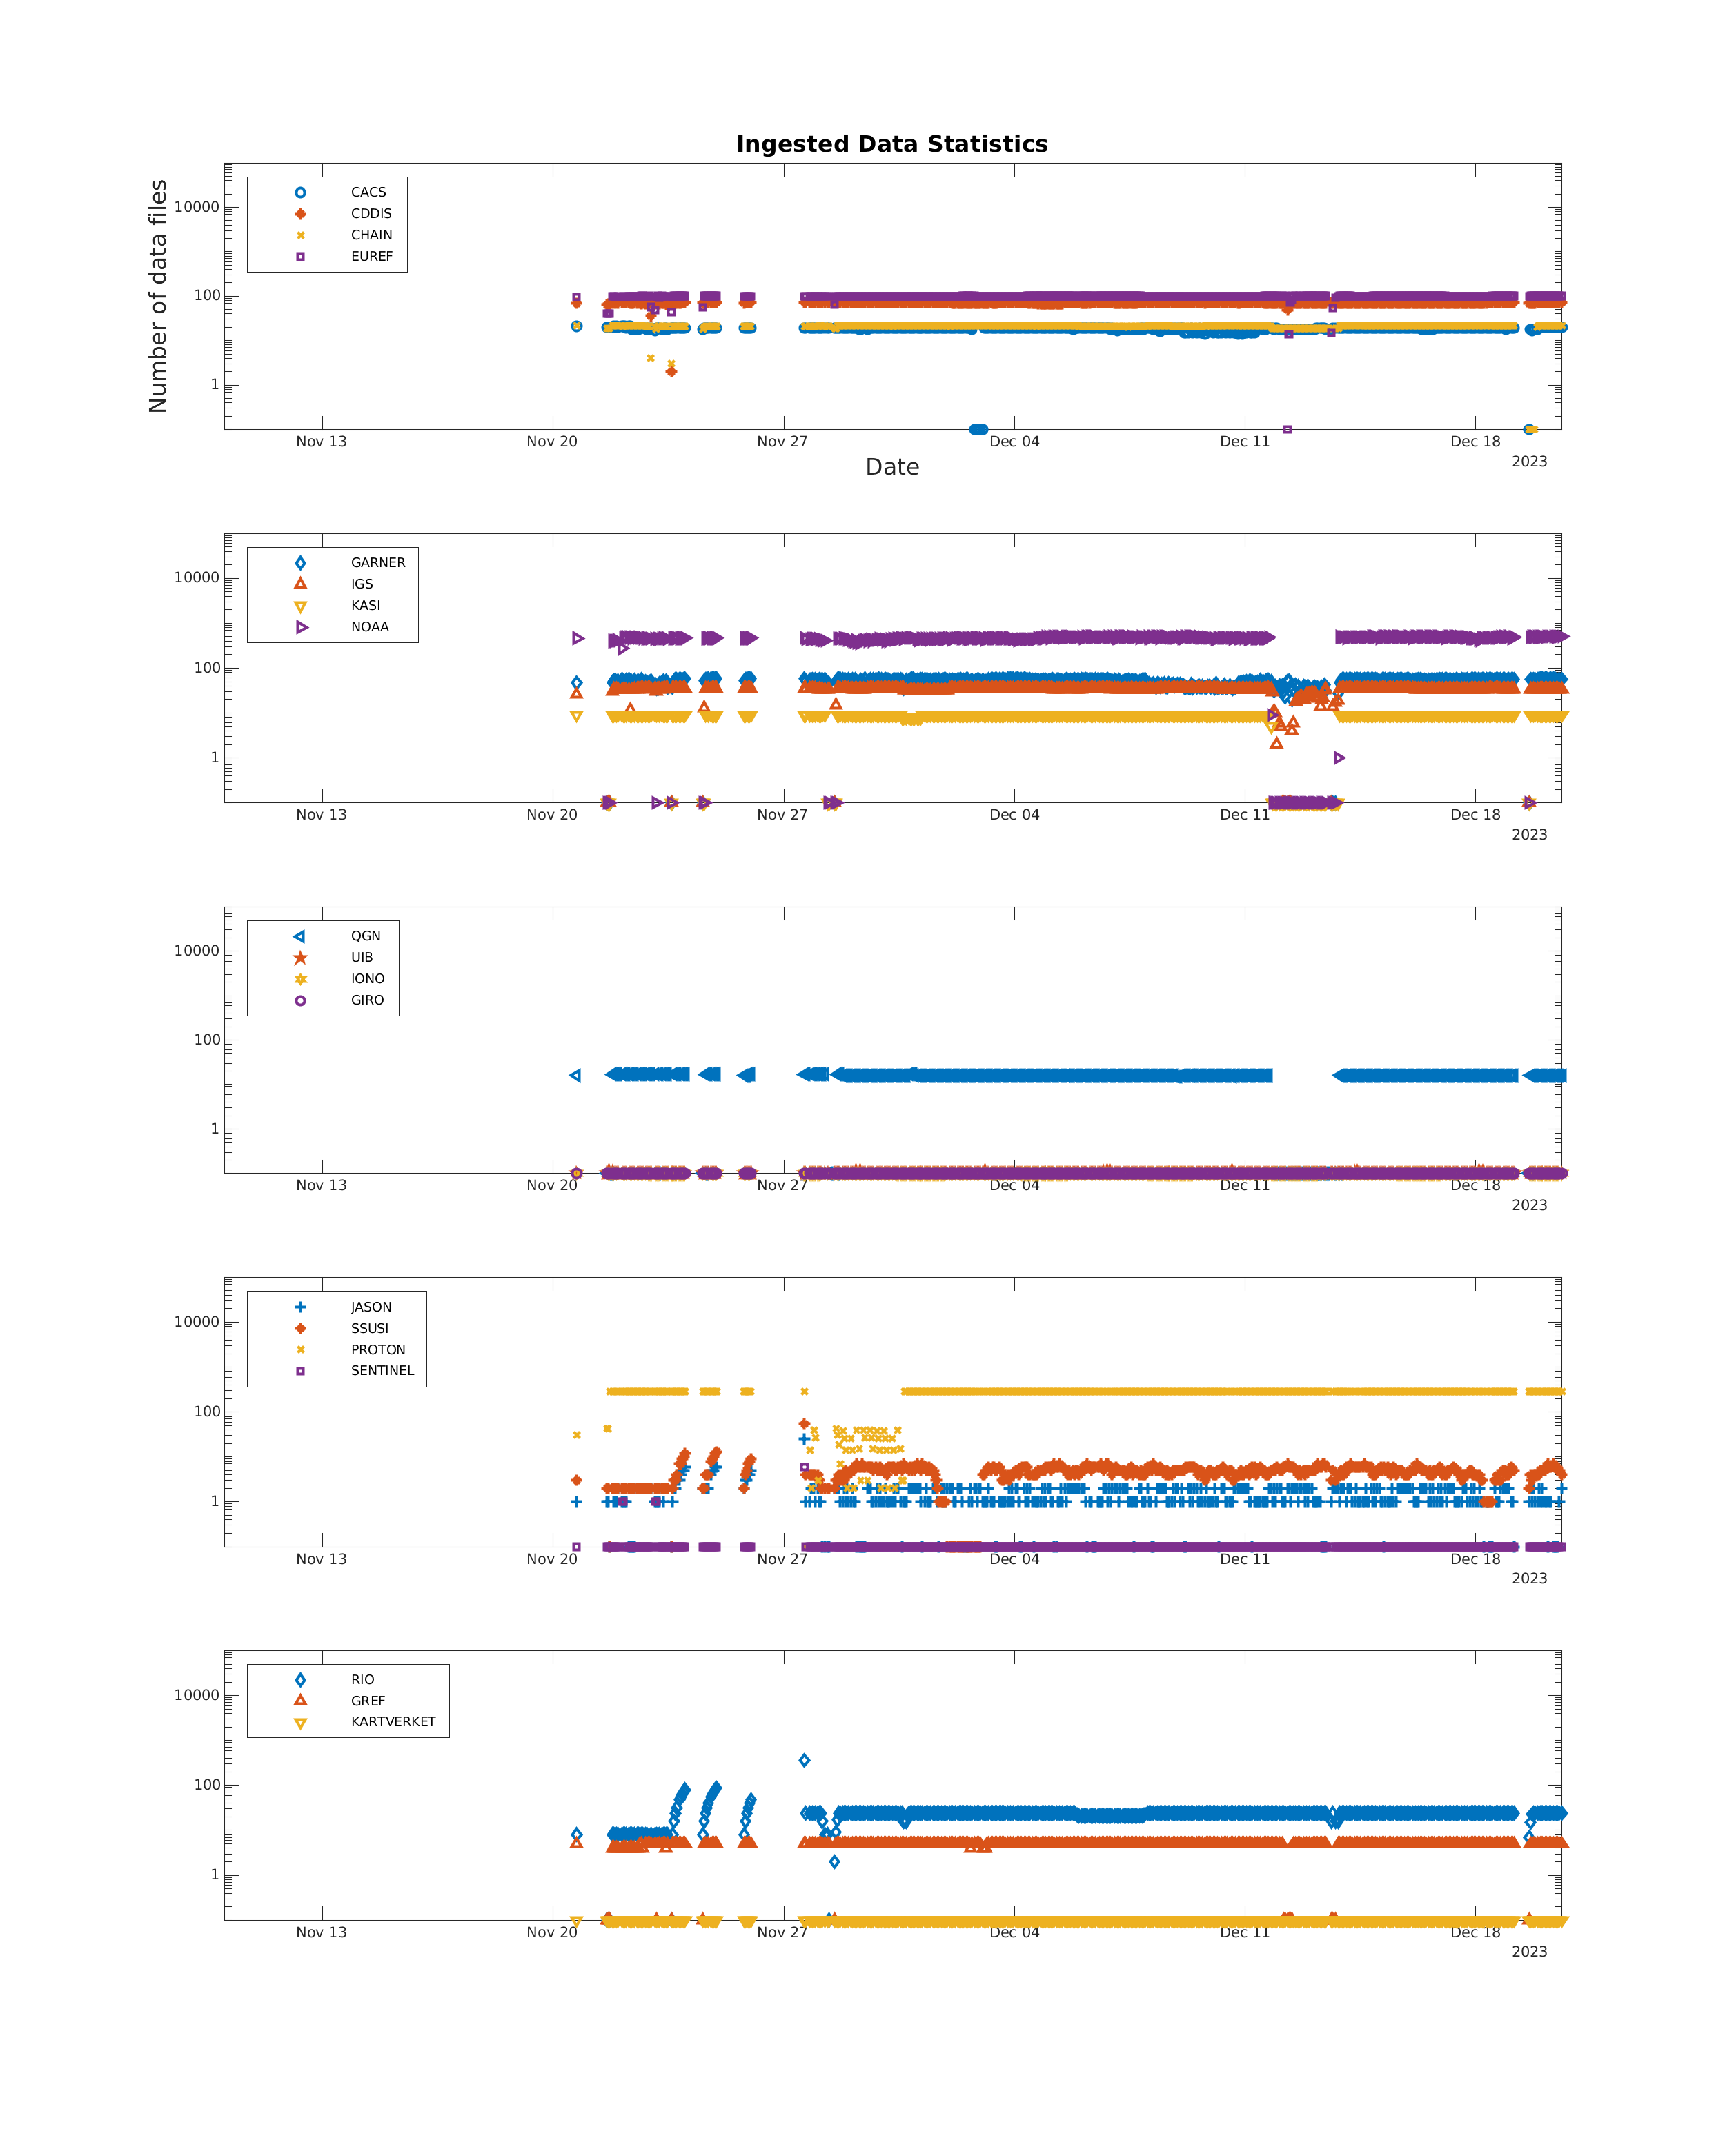 Ingested Data Statistics
Number of data files
10000
100
1
CACS
CDDIS
CHAIN
EUREF
Nov 13 Nov 20 Nov 27 Dec 04 Dec 11 Dec 18
2023
Date
10000
100
1
GARNER
IGS
KASI
NOAA
Nov 13 Nov 20 Nov 27 Dec 04 Dec 11 Dec 18
2023
10000
100
1
QGN
UIB
IONO
GIRO
Nov 13 Nov 20 Nov 27 Dec 04 Dec 11 Dec 18
2023
10000
100
1
JASON
SSUSI
PROTON
SENTINEL
Nov 13 Nov 20 Nov 27 Dec 04 Dec 11 Dec 18
2023
10000
100
1
RIO
GREF
KARTVERKET
Nov 13 Nov 20 Nov 27 Dec 04 Dec 11 Dec 18
2023